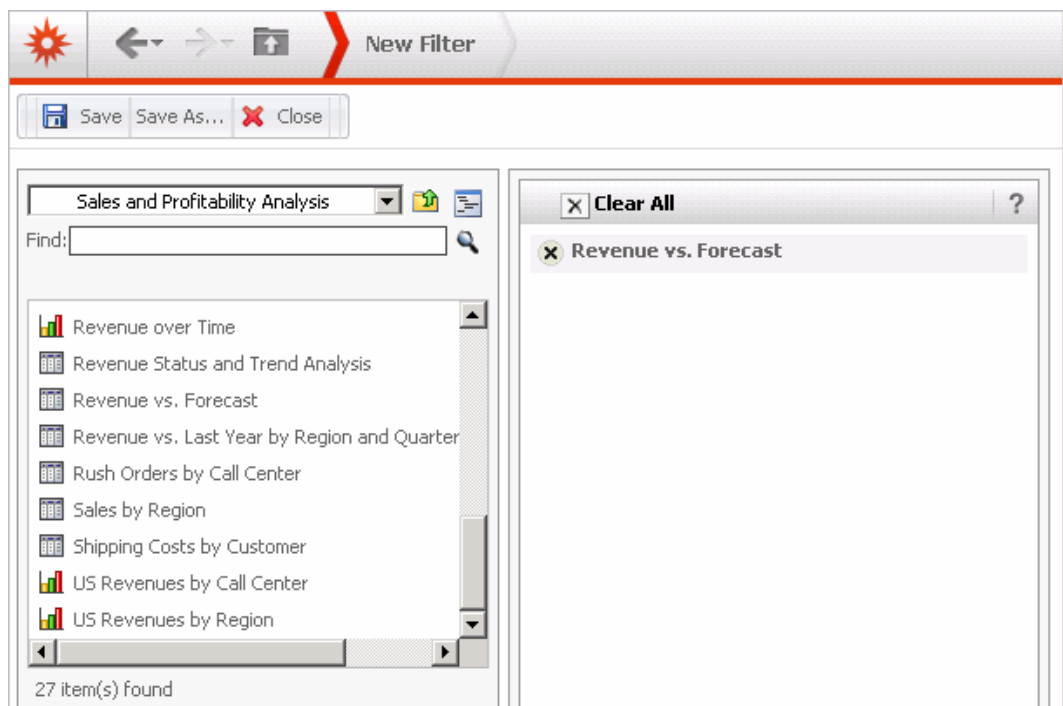 New Filter
Save Save As... Close
Sales and Profitability Analysis
Find:
Revenue over Time
Revenue Status and Trend Analysis
Revenue vs. Forecast
Revenue vs. Last Year by Region and Quarter
Rush Orders by Call Center
Sales by Region
Shipping Costs by Customer
US Revenues by Call Center
US Revenues by Region
27 item(s) found
Clear All ?
Revenue vs. Forecast